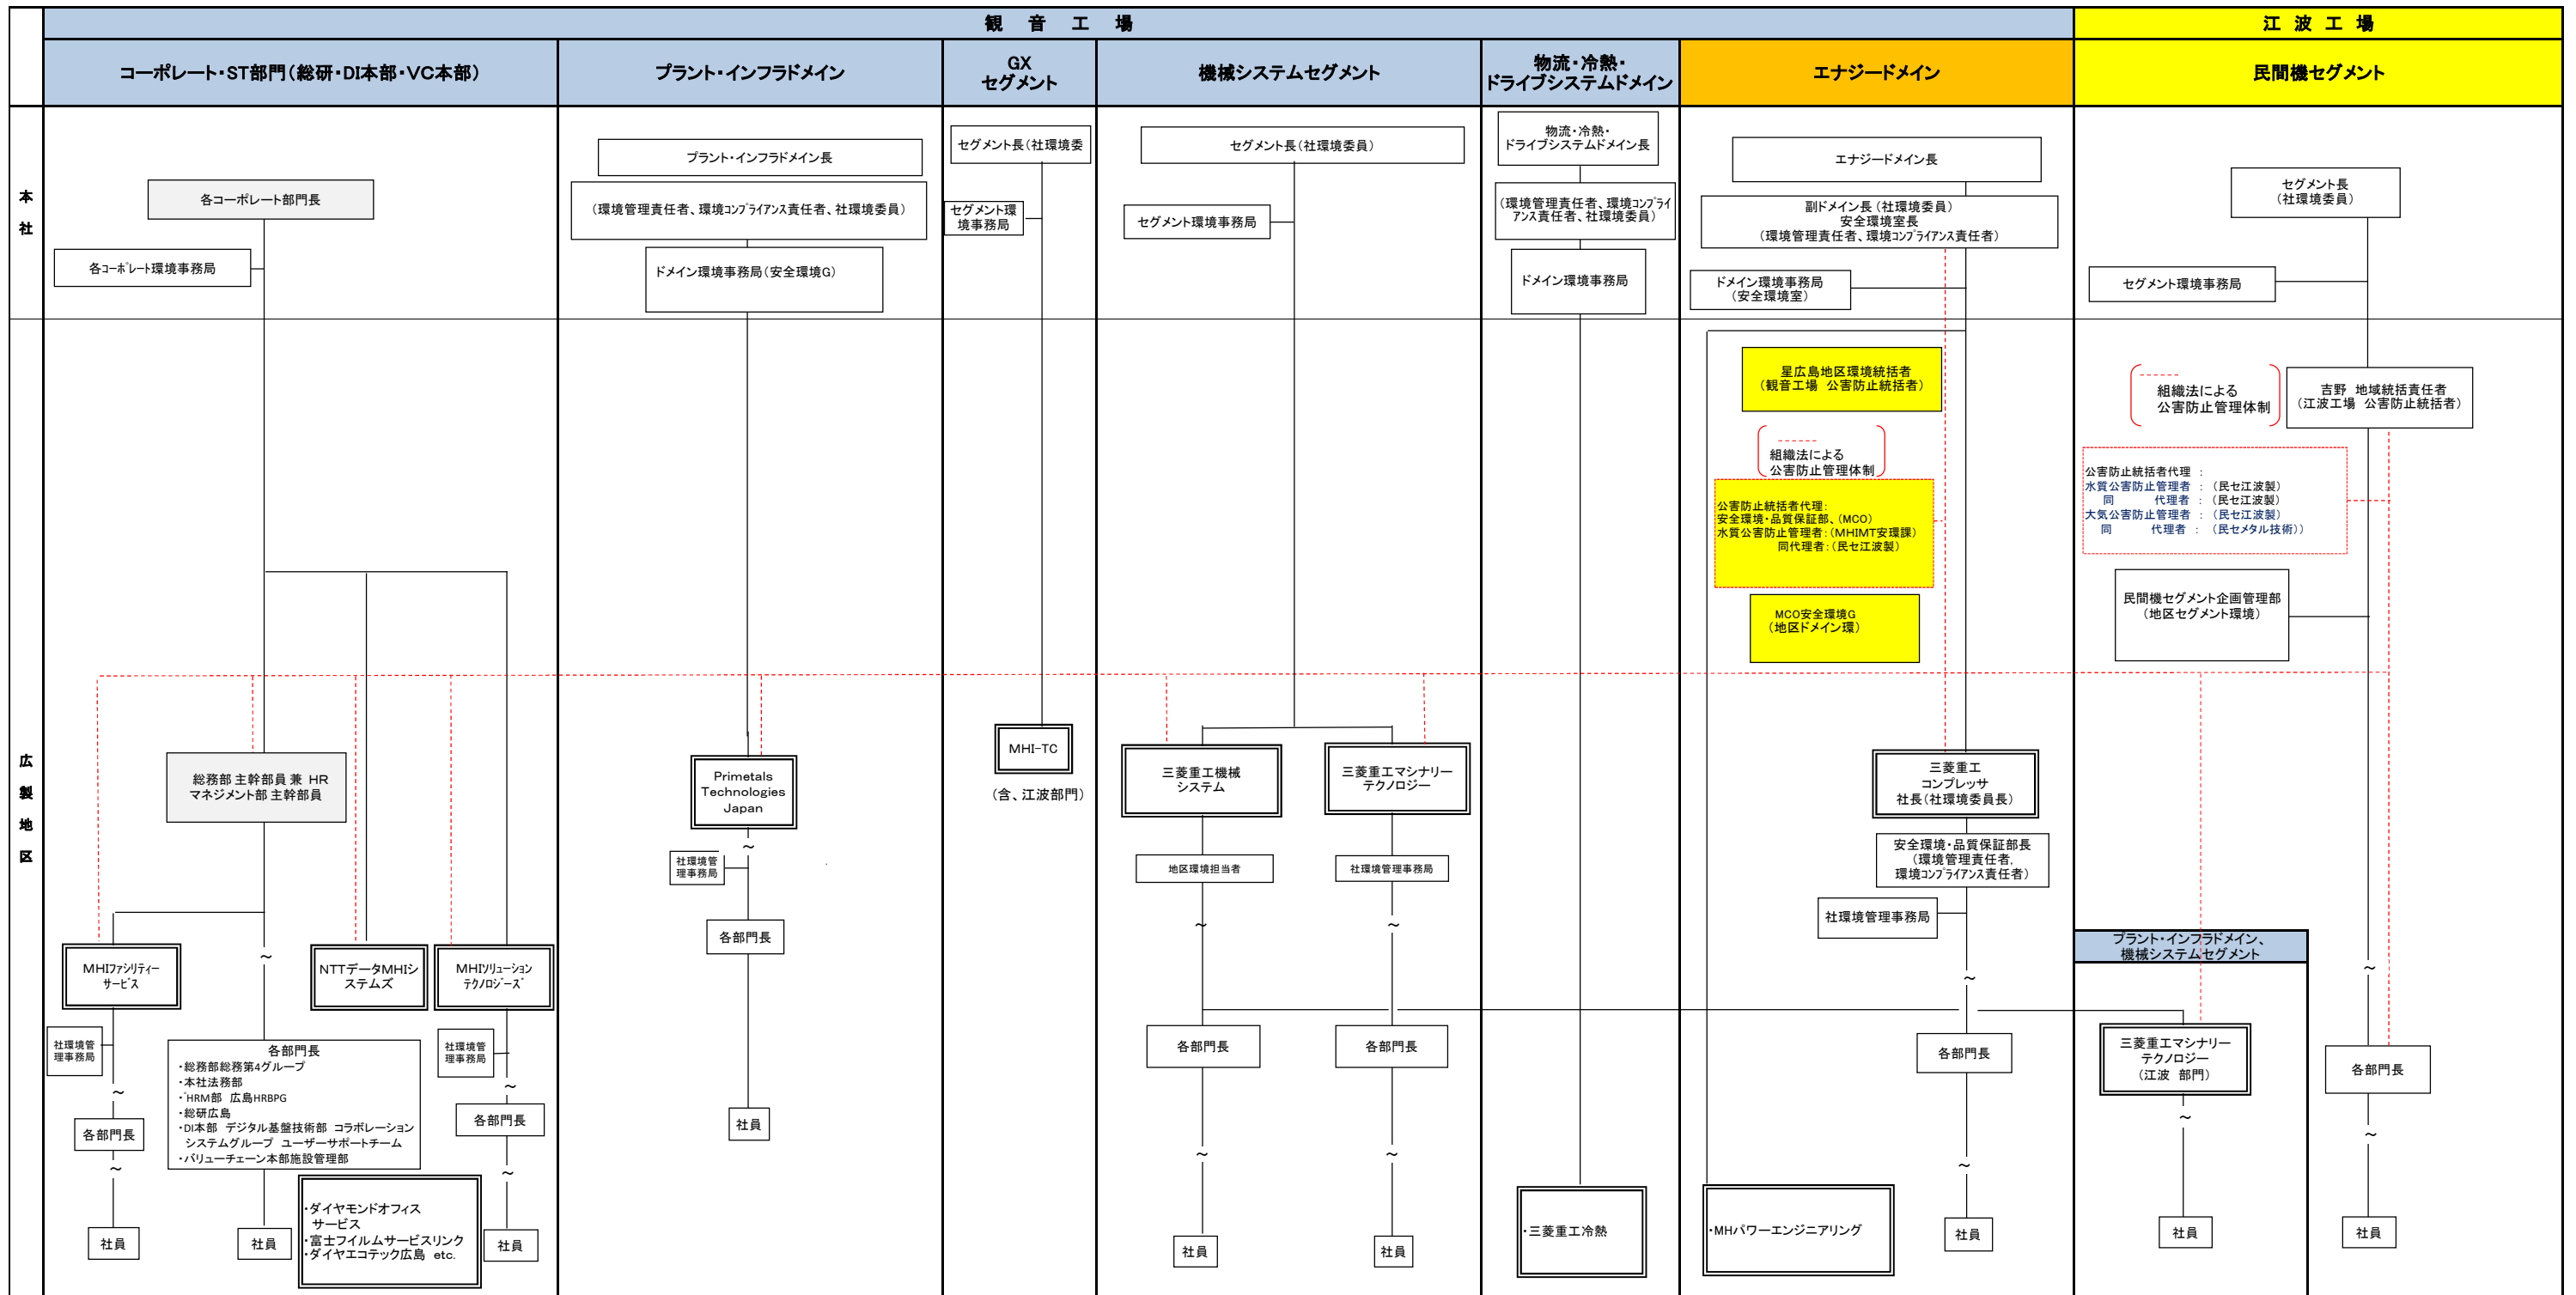 観 音 工 場
江 波 工 場
コーポレート・ST部門(総研・DI本部・VC本部)
プラント・インフラドメイン
GX
セグメント
機械システムセグメント
物流・冷熱・
ドライブシステムドメイン
エナジードメイン
民間機セグメント
本
社
各コーポレート部門長
各コーポレート環境事務局
プラント・インフラドメイン長
(環境管理責任者、環境コンプライアンス責任者、社環境委員)
ドメイン環境事務局(安全環境G)
セグメント長(社環境委
セグメント環
境事務局
セグメント長(社環境委員)
セグメント環境事務局
物流・冷熱・
ドライブシステムドメイン長
(環境管理責任者、環境コンプライ
アンス責任者、社環境委員)
ドメイン環境事務局
エナジードメイン長
副ドメイン長(社環境委員)
安全環境室長
(環境管理責任者、環境コンプライアンス責任者)
ドメイン環境事務局
(安全環境室)
セグメント長
(社環境委員)
セグメント環境事務局
広
製
地
区
星広島地区環境統括者
(観音工場 公害防止統括者)
組織法による
公害防止管理体制
公害防止統括者代理:
安全環境・品質保証部、(MCO)
水質公害防止管理者:(MHIMT安環課)
同代理者:(民セ江波製)
MCO安全環境G
(地区ドメイン環)
組織法による
公害防止管理体制
吉野 地域統括責任者
(江波工場 公害防止統括者)
公害防止統括者代理 :
水質公害防止管理者 : (民セ江波製)
同 代理者 : (民セ江波製)
大気公害防止管理者 : (民セ江波製)
同 代理者 : (民セメタル技術))
民間機セグメント企画管理部
(地区セグメント環境)
総務部 主幹部員 兼 HR
マネジメント部 主幹部員
Primetals
Technologies
Japan
MHI-TC
(含、江波部門)
三菱重工機械
システム
三菱重工マシナリー
テクノロジー
三菱重工
コンプレッサ
社長(社環境委員長)
安全環境・品質保証部長
(環境管理責任者,
環境コンプライアンス責任者)
社環境管理事務局
社環境管
理事務局
~
各部門長
社員
地区環境担当者
~
各部門長
~
社員
社環境管理事務局
~
各部門長
~
社員
~
各部門長
~
社員
MHIファシリティー
サービス
社環境管
理事務局
~
各部門長
~
社員
~
各部門長
・総務部総務第4グループ
・本社法務部
・HRM部 広島HRBPG
・総研広島
・DI本部 デジタル基盤技術部 コラボレーション
システムグループ ユーザーサポートチーム
・バリューチェーン本部施設管理部
社員
NTTデータMHIシ
ステムズ
MHIソリューション
テクノロジーズ
社環境管
理事務局
~
各部門長
~
社員
・ダイヤモンドオフィス
サービス
・富士フイルムサービスリンク
・ダイヤエコテック広島 etc.
・三菱重工冷熱
・MHパワーエンジニアリング
プラント・インフラドメイン、
機械システムセグメント
三菱重工マシナリー
テクノロジー
(江波 部門)
~
社員
~
各部門長
~
社員